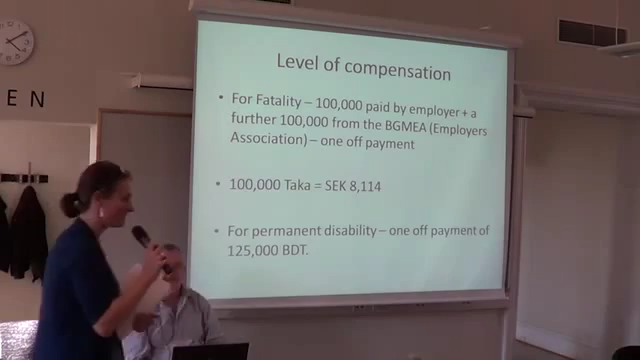 EN
Level of compensation
• For Fatality – 100,000 paid by employer + a
further 100,000 from the BGMEA (Employers
Association) – one off payment
• 100,000 Taka = SEK 8,114
• For permanent disability – one off payment of
125,000 BDT.